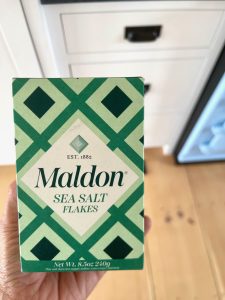 EST. 1882
Maldon®
SEA SALT
FLAKES
Net Wt. 8.5oz 240g